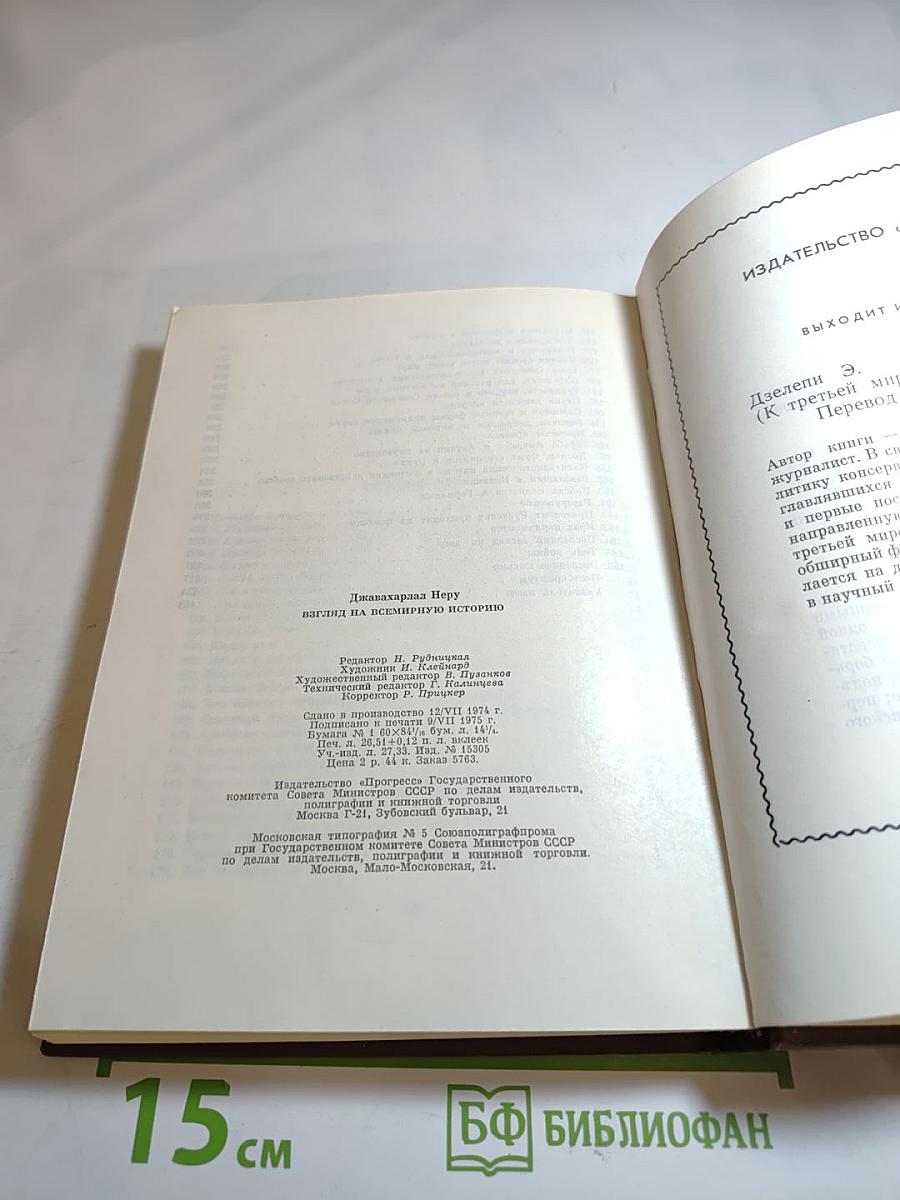 Джавахарлал Неру
ВЗГЛЯД НА ВСЕМИРНУЮ ИСТОРИЮ
Редактор Н. Рудницкая
Художник И. Клейнард
Художественный редактор В. Пузанков
Технический редактор Г. Калинцева
Корректор Р. Прицкер
Сдано в производство 12/VII 1974 г.
Подписано к печати 9/VII 1975 г.
Бумага № 1 60×84¹/₁₆ бум. л. 14¹/₄.
Печ. л. 26,51+0,12 п. л. вклеек
Уч.-изд. л. 27,33. Изд. № 15305
Цена 2 р. 44 к. Заказ 5763.
Издательство «Прогресс» Государственного
комитета Совета Министров СССР по делам издательств,
полиграфии и книжной торговли
Москва Г-21, Зубовский бульвар, 21
Московская типография № 5 Союзполиграфпрома
при Государственном комитете Совета Министров СССР
по делам издательств, полиграфии и книжной торговли.
Москва, Мало-Московская, 21.
ИЗДАТЕЛЬСТВО
ВЫХОДИТ
Дзелепи Э.
(К третьей
Перевод
Автор книги —
журналист. В
литику
главлявшихся
и первые
направленную
третьей
обширный
лается на
в научный
15 см
БФ БИБЛИОФАН